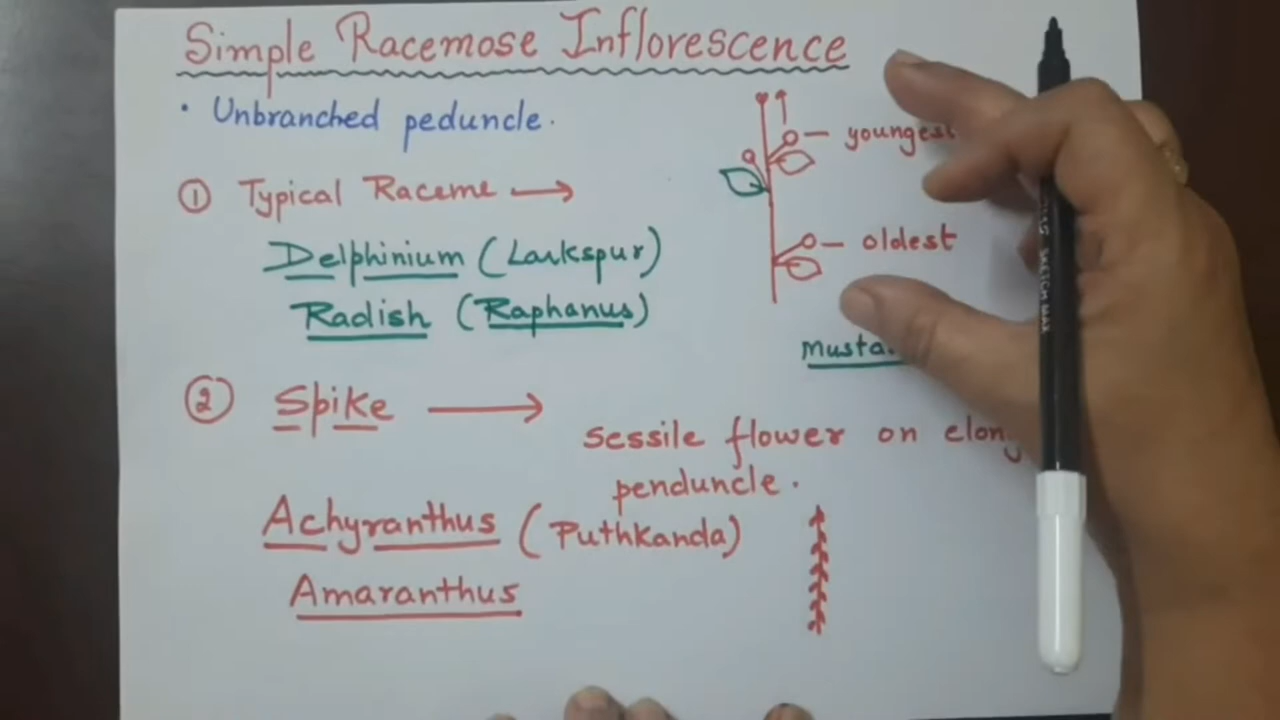 Simple Racemose Inflorescence
• Unbranched peduncle.
① Typical Raceme →
Delphinium (Larkspur)
Radish (Raphanus)
youngest
oldest
② Spike →
sessile flower on
penduncle.
Achyranthus (Puthkanda)
Amaranthus